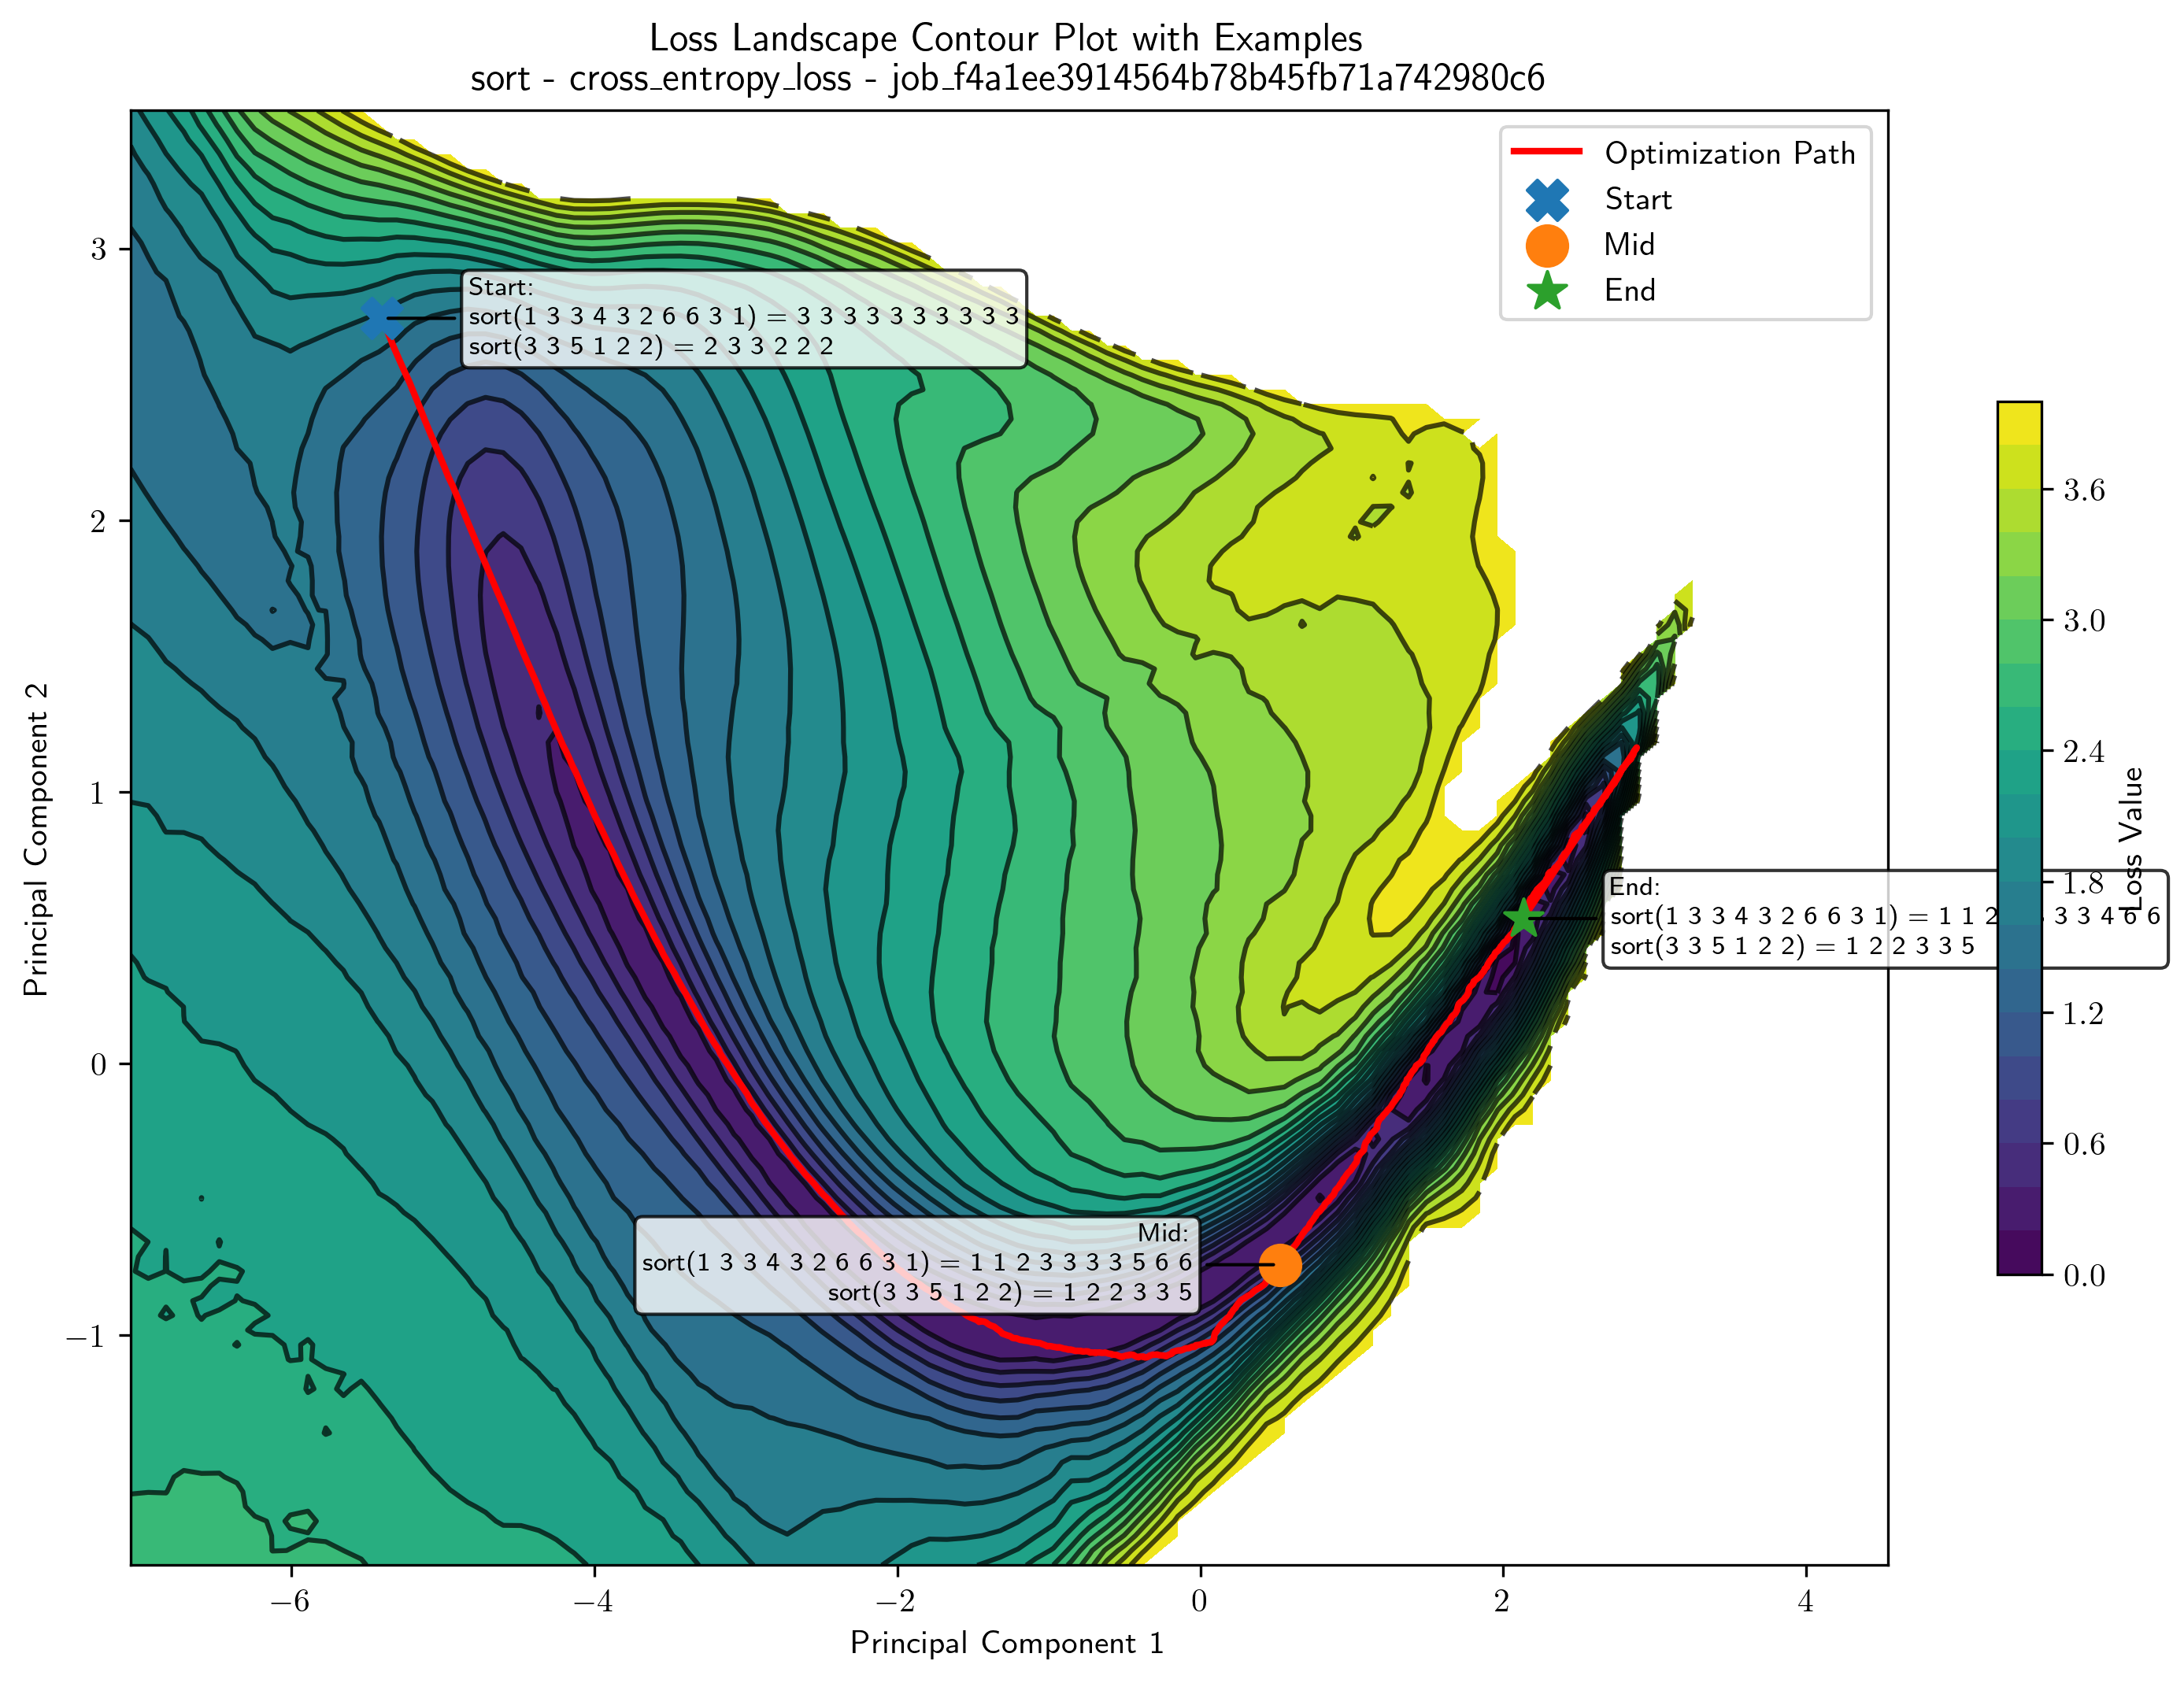 Loss Landscape Contour Plot with Examples
sort - cross_entropy_loss - job_f4a1ee3914564b78b45fb71a742980c6
Optimization Path
Start
Mid
End
Start:
sort(1 3 3 4 3 2 6 6 3 1) = 3 3 3 3 3 3 3 3 3 3
sort(3 3 5 1 2 2) = 2 3 3 2 2 2
Mid:
sort(1 3 3 4 3 2 6 6 3 1) = 1 1 2 3 3 3 3 5 6 6
sort(3 3 5 1 2 2) = 1 2 2 3 3 5
End:
sort(1 3 3 4 3 2 6 6 3 1) = 1 1 2 3 3 4 6 6
sort(3 3 5 1 2 2) = 1 2 2 3 3 5
3
2
1
0
−1
Principal Component 2
−6
−4
−2
0
2
4
Principal Component 1
3.6
3.0
2.4
1.8
1.2
0.6
0.0
Loss Value